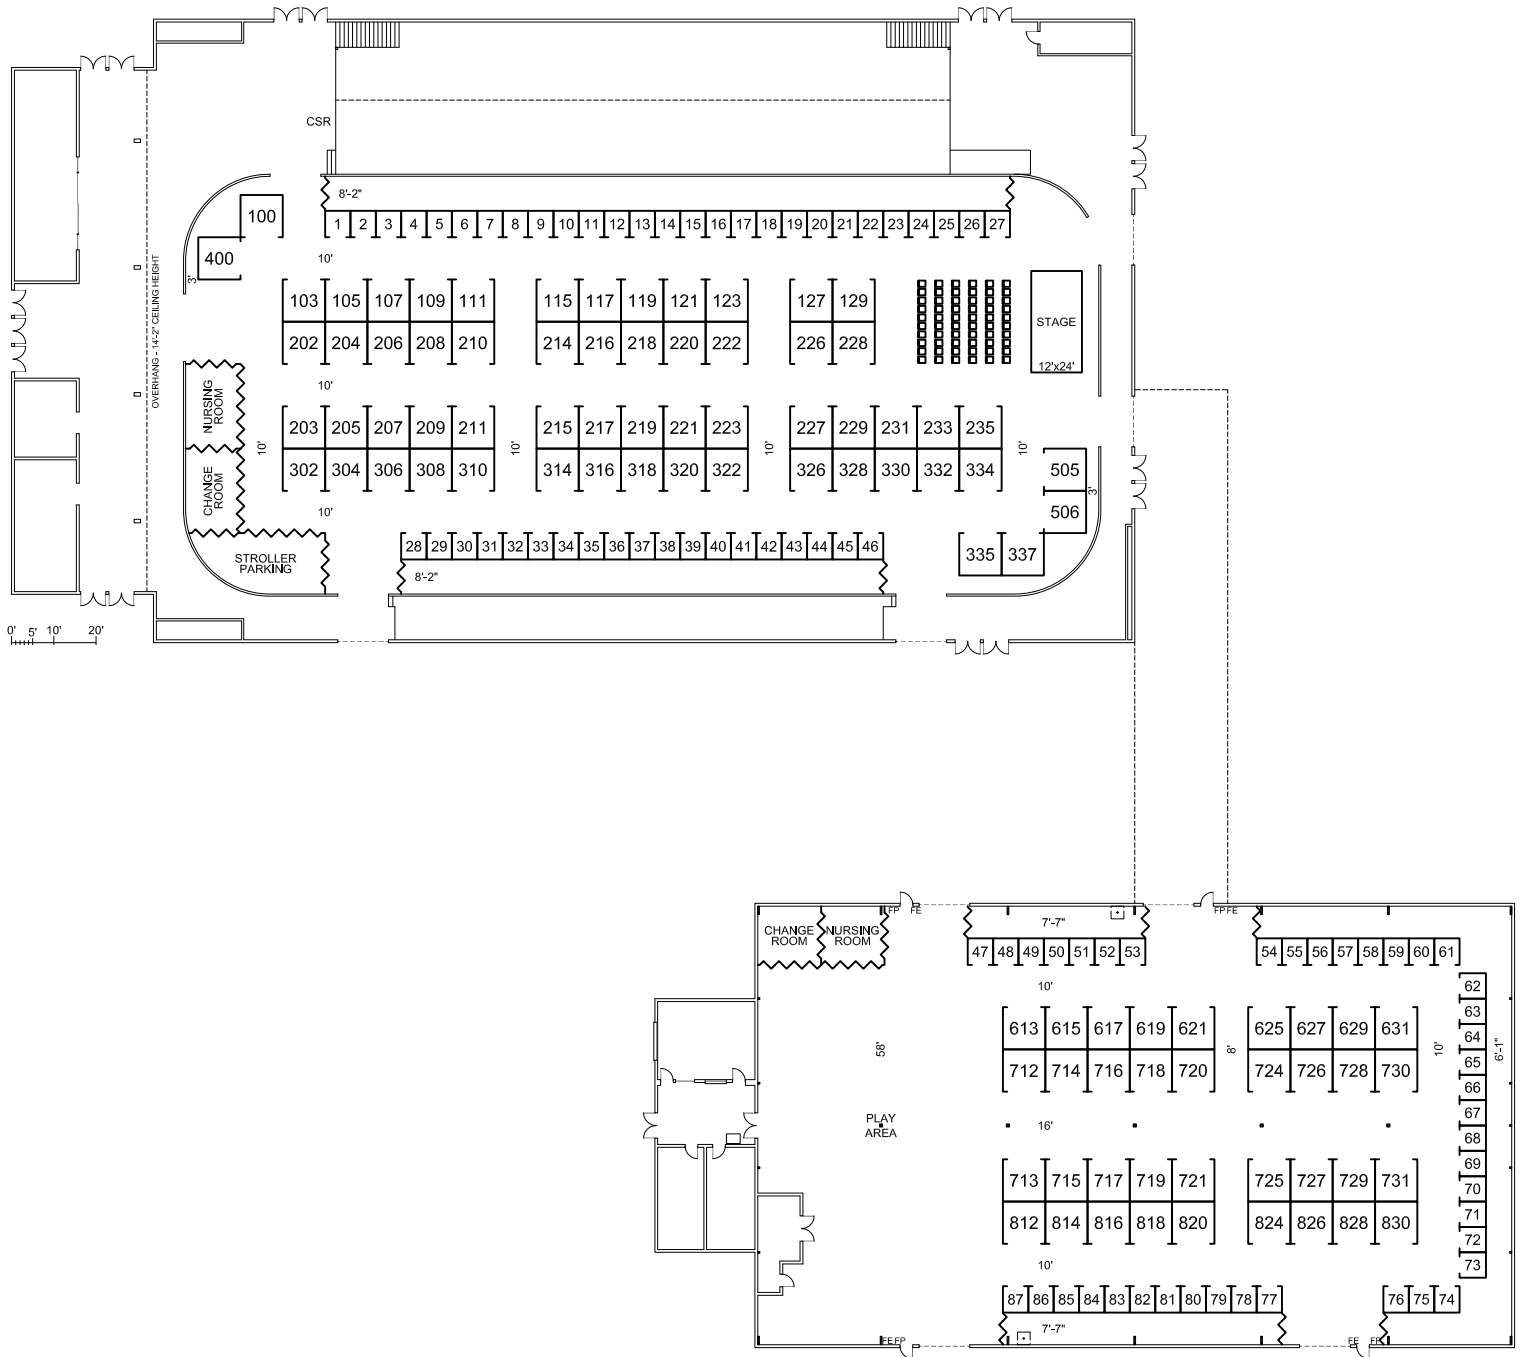 CSR
8'-2"
100
1 2 3 4 5 6 7 8 9 10 11 12 13 14 15 16 17 18 19 20 21 22 23 24 25 26 27
400
10'
3'
OVERHANG - 14'-2" CEILING HEIGHT
103 105 107 109 111 115 117 119 121 123 127 129
STAGE
202 204 206 208 210 214 216 218 220 222 226 228
12'x24'
10'
NURSING
ROOM
203 205 207 209 211 215 217 219 221 223 227 229 231 233 235
10' 10' 10' 10'
302 304 306 308 310 314 316 318 320 322 326 328 330 332 334
505
CHANGE
ROOM
3'
506
10'
28 29 30 31 32 33 34 35 36 37 38 39 40 41 42 43 44 45 46
335 337
STROLLER
PARKING
8'-2"
0' 5' 10' 20'
FP FE FP FE
7'-7"
CHANGE
ROOM
NURSING
ROOM
47 48 49 50 51 52 53 54 55 56 57 58 59 60 61
10'
62
63
613 615 617 619 621 625 627 629 631
64
58' 8' 10' 6'-1"
65
712 714 716 718 720 724 726 728 730
66
67
PLAY
AREA
16'
68
69
713 715 717 719 721 725 727 729 731
70
71
812 814 816 818 820 824 826 828 830
72
10'
73
87 86 85 84 83 82 81 80 79 78 77 76 75 74
7'-7"
FE FP FE FP